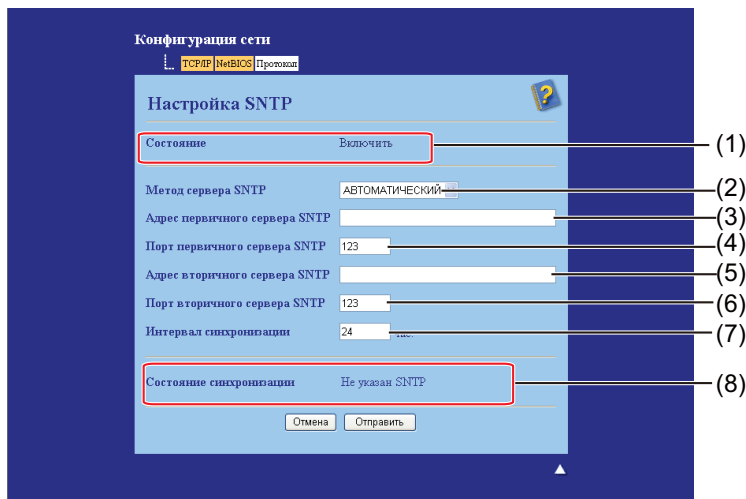 Конфигурация сети
TCP/IP NetBIOS Протокол
Настройка SNTP
Состояние Включить (1)
Метод сервера SNTP АВТОМАТИЧЕСКИЙ (2)
Адрес первичного сервера SNTP (3)
Порт первичного сервера SNTP 123 (4)
Адрес вторичного сервера SNTP (5)
Порт вторичного сервера SNTP 123 (6)
Интервал синхронизации 24 час. (7)
Состояние синхронизации Не указан SNTP (8)
Отмена Отправить